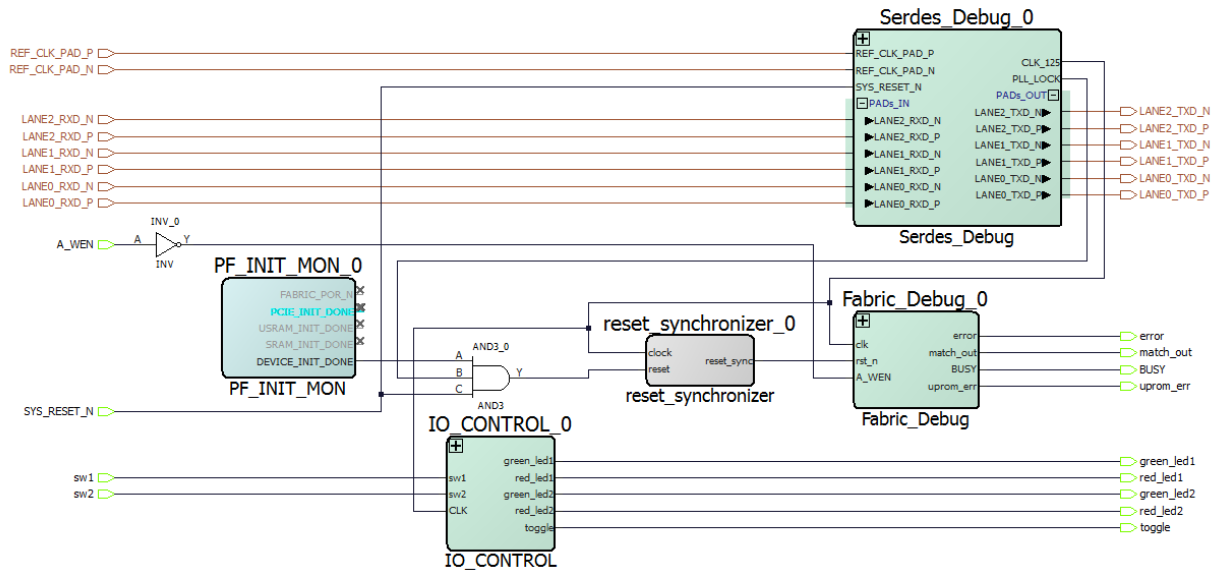 Serdes_Debug_0
REF_CLK_PAD_P
REF_CLK_PAD_N
REF_CLK_PAD_P
REF_CLK_PAD_N
SYS_RESET_N
PADs_IN
CLK_125
PLL_LOCK
PADs_OUT
LANE2_RXD_N
LANE2_RXD_P
LANE1_RXD_N
LANE1_RXD_P
LANE0_RXD_N
LANE0_RXD_P
LANE2_RXD_N
LANE2_RXD_P
LANE1_RXD_N
LANE1_RXD_P
LANE0_RXD_N
LANE0_RXD_P
LANE2_TXD_N
LANE2_TXD_P
LANE1_TXD_N
LANE1_TXD_P
LANE0_TXD_N
LANE0_TXD_P
LANE2_TXD_N
LANE2_TXD_P
LANE1_TXD_N
LANE1_TXD_P
LANE0_TXD_N
LANE0_TXD_P
Serdes_Debug
INV_0
A_WEN
A
Y
INV
PF_INIT_MON_0
FABRIC_POR_N
PCIE_INIT_DONE
USRAM_INIT_DONE
SRAM_INIT_DONE
DEVICE_INIT_DONE
PF_INIT_MON
AND3_0
A
B
C
Y
AND3
reset_synchronizer_0
clock
reset
reset_sync
reset_synchronizer
Fabric_Debug_0
clk
rst_n
A_WEN
error
match_out
BUSY
uprom_err
Fabric_Debug
error
match_out
BUSY
uprom_err
SYS_RESET_N
IO_CONTROL_0
sw1
sw2
sw1
sw2
CLK
green_led1
red_led1
green_led2
red_led2
toggle
IO_CONTROL
green_led1
red_led1
green_led2
red_led2
toggle